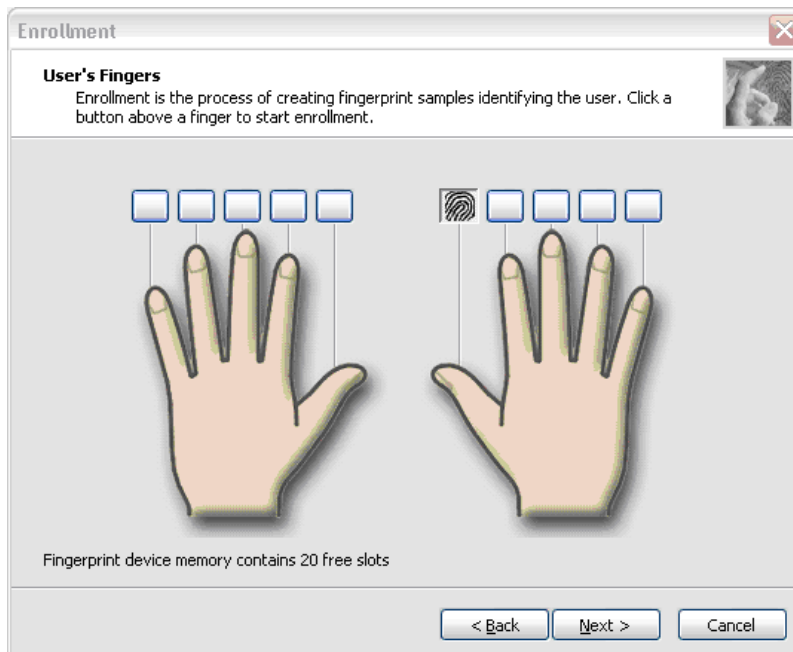 Enrollment
User's Fingers
Enrollment is the process of creating fingerprint samples identifying the user. Click a
button above a finger to start enrollment.
Fingerprint device memory contains 20 free slots
< Back
Next >
Cancel